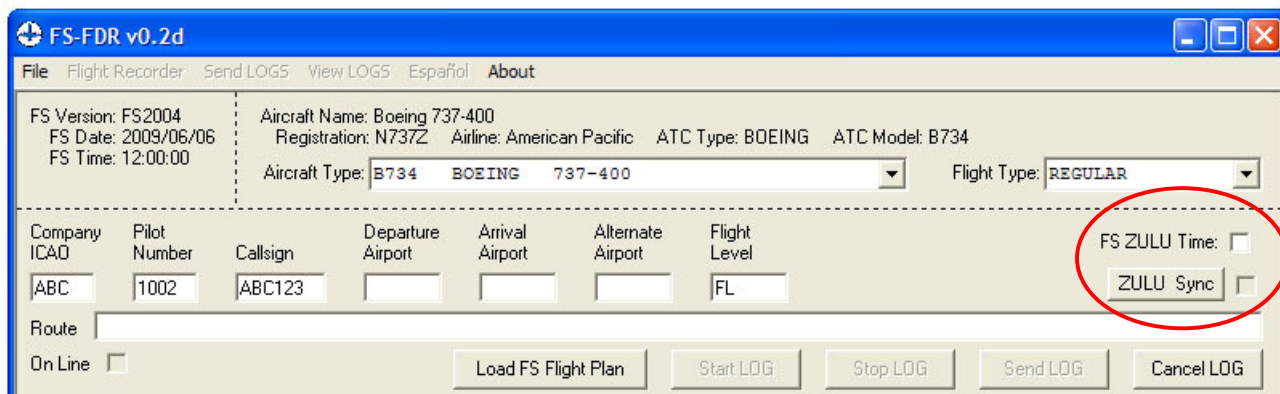 FS-FDR v0.2d
File Flight Recorder Send LOGS View LOGS Español About
FS Version: FS2004
FS Date: 2009/06/06
FS Time: 12:00:00
Aircraft Name: Boeing 737-400
Registration: N737Z Airline: American Pacific ATC Type: BOEING ATC Model: B734
Aircraft Type: B734 BOEING 737-400 Flight Type: REGULAR
Company ICAO Pilot Number Callsign Departure Airport Arrival Airport Alternate Airport Flight Level FS ZULU Time:
ABC 1002 ABC123 FL ZULU Sync
Route
On Line Load FS Flight Plan Start LOG Stop LOG Send LOG Cancel LOG